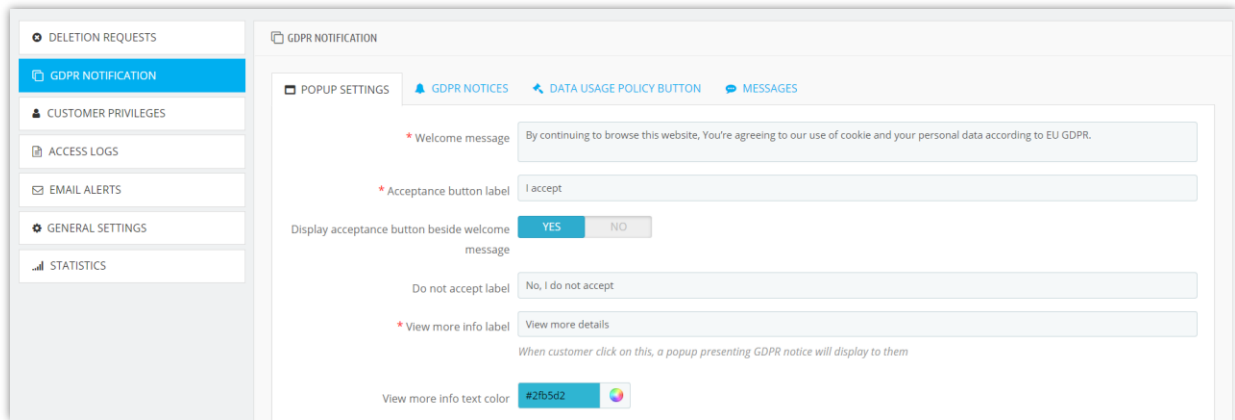 DELETION REQUESTS
GDPR NOTIFICATION
CUSTOMER PRIVILEGES
ACCESS LOGS
EMAIL ALERTS
GENERAL SETTINGS
STATISTICS
GDPR NOTIFICATION
POPUP SETTINGS
GDPR NOTICES
DATA USAGE POLICY BUTTON
MESSAGES
* Welcome message
By continuing to browse this website, You're agreeing to our use of cookie and your personal data according to EU GDPR.
* Acceptance button label
I accept
Display acceptance button beside welcome
message
YES
NO
Do not accept label
No, I do not accept
* View more info label
View more details
When customer click on this, a popup presenting GDPR notice will display to them
View more info text color
#2fb5d2